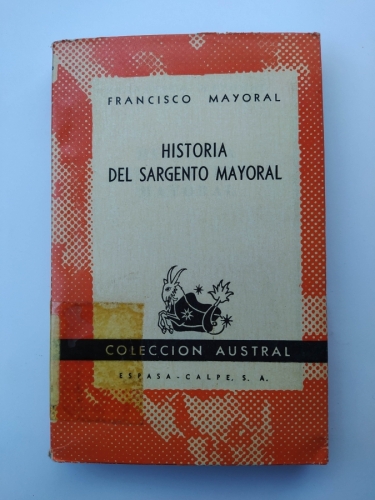 FRANCISCO MAYORAL
HISTORIA
DEL SARGENTO MAYORAL
COLECCION AUSTRAL
ESPASA-CALPE, S. A.